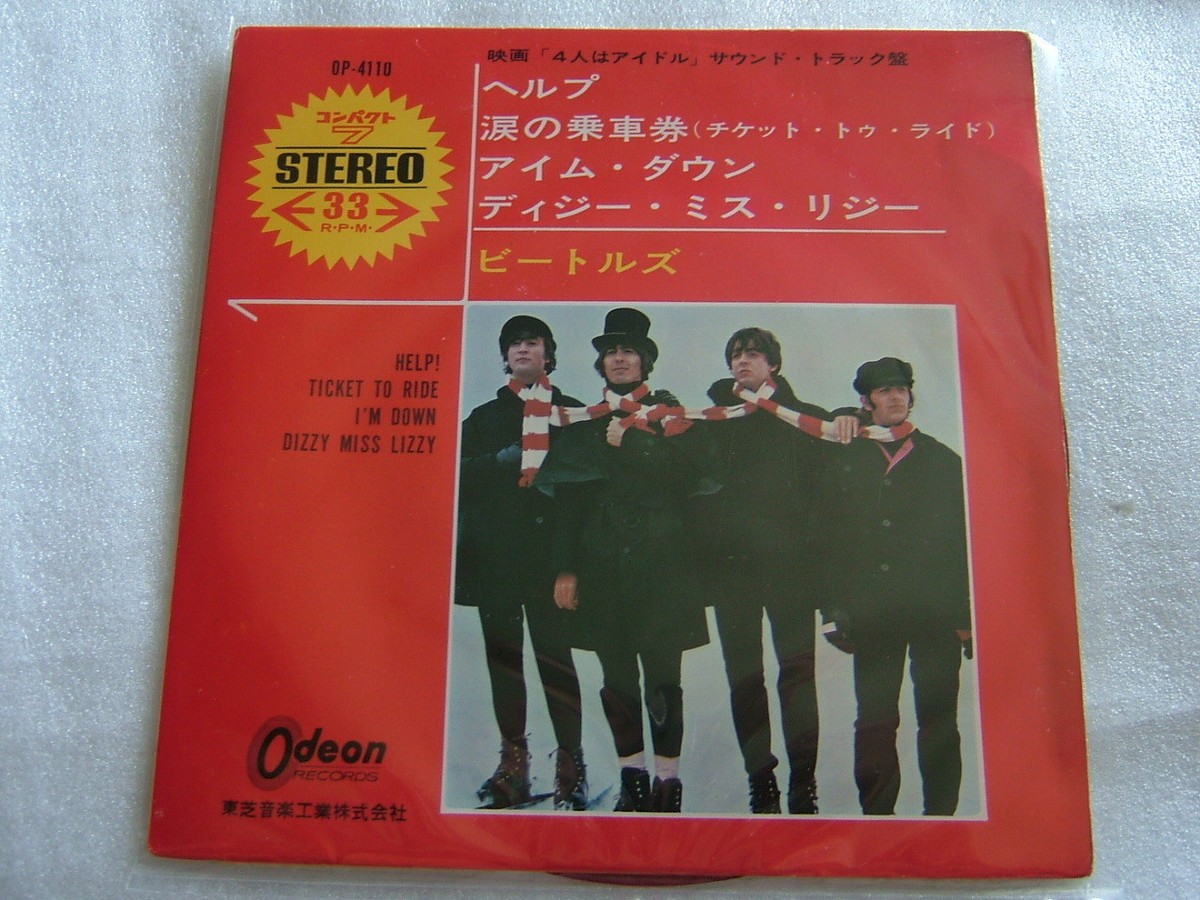 OP-4110
コンパクト
7
STEREO
33
R・P・M・
映画「4人はアイドル」サウンド・トラック盤
ヘルプ
涙の乗車券(チケット・トゥ・ライド)
アイム・ダウン
ディジー・ミス・リジー
ビートルズ
HELP!
TICKET TO RIDE
I'M DOWN
DIZZY MISS LIZZY
Odeon
RECORDS
東芝音楽工業株式会社